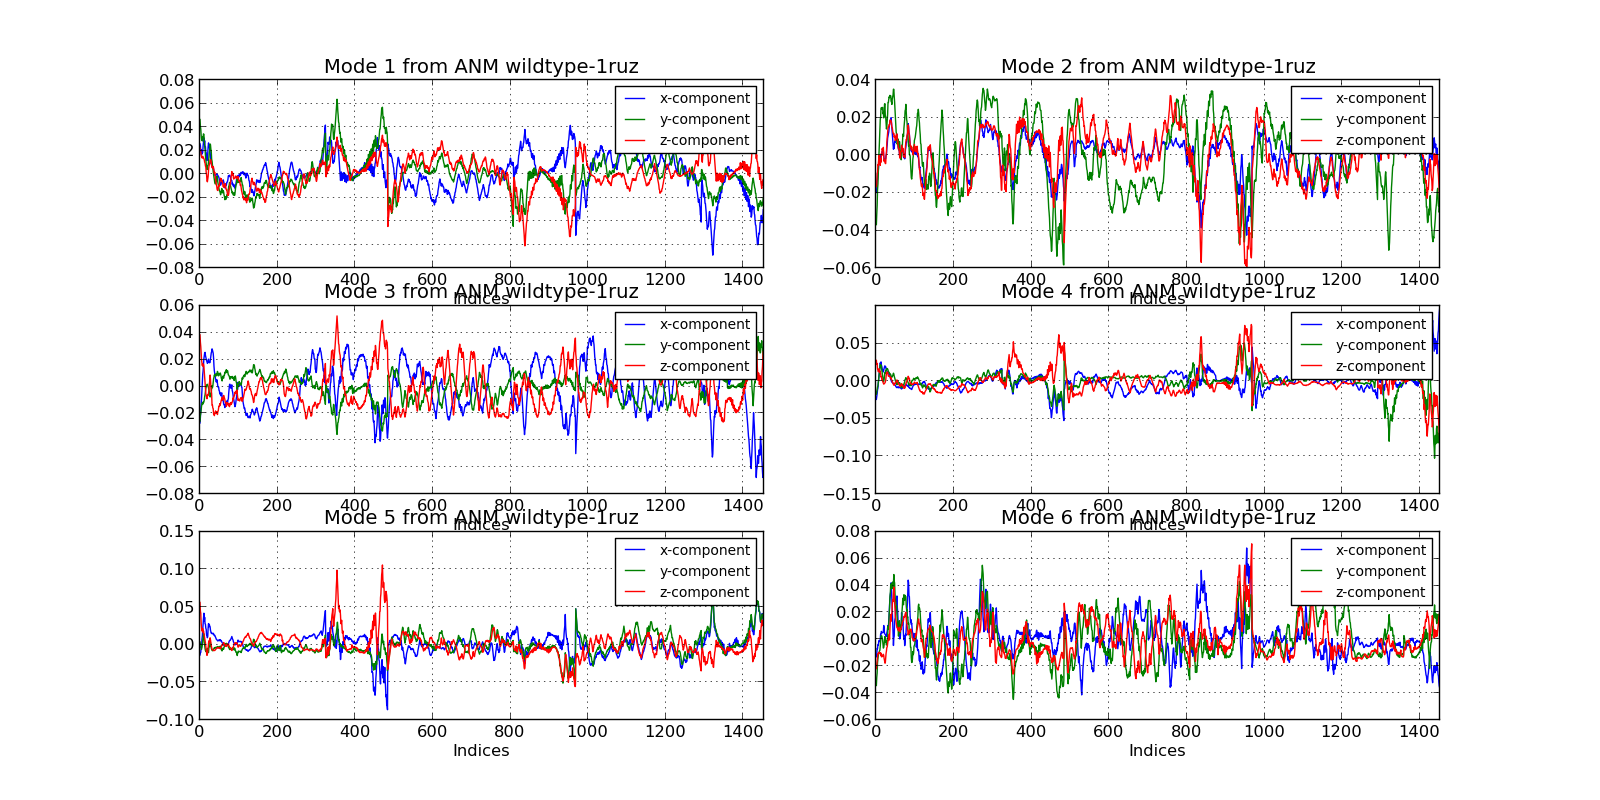 Mode 1 from ANM wildtype-1ruz
0.08
0.06
0.04
0.02
0.00
−0.02
−0.04
−0.06
−0.08
x-component
y-component
z-component
0 200 400 600 800 1000 1200 1400
Indices
Mode 2 from ANM wildtype-1ruz
0.04
0.02
0.00
−0.02
−0.04
−0.06
x-component
y-component
z-component
0 200 400 600 800 1000 1200 1400
Indices
Mode 3 from ANM wildtype-1ruz
0.06
0.04
0.02
0.00
−0.02
−0.04
−0.06
−0.08
x-component
y-component
z-component
0 200 400 600 800 1000 1200 1400
Indices
Mode 4 from ANM wildtype-1ruz
0.05
0.00
−0.05
−0.10
−0.15
x-component
y-component
z-component
0 200 400 600 800 1000 1200 1400
Indices
Mode 5 from ANM wildtype-1ruz
0.15
0.10
0.05
0.00
−0.05
−0.10
x-component
y-component
z-component
0 200 400 600 800 1000 1200 1400
Indices
Mode 6 from ANM wildtype-1ruz
0.08
0.06
0.04
0.02
0.00
−0.02
−0.04
−0.06
x-component
y-component
z-component
0 200 400 600 800 1000 1200 1400
Indices